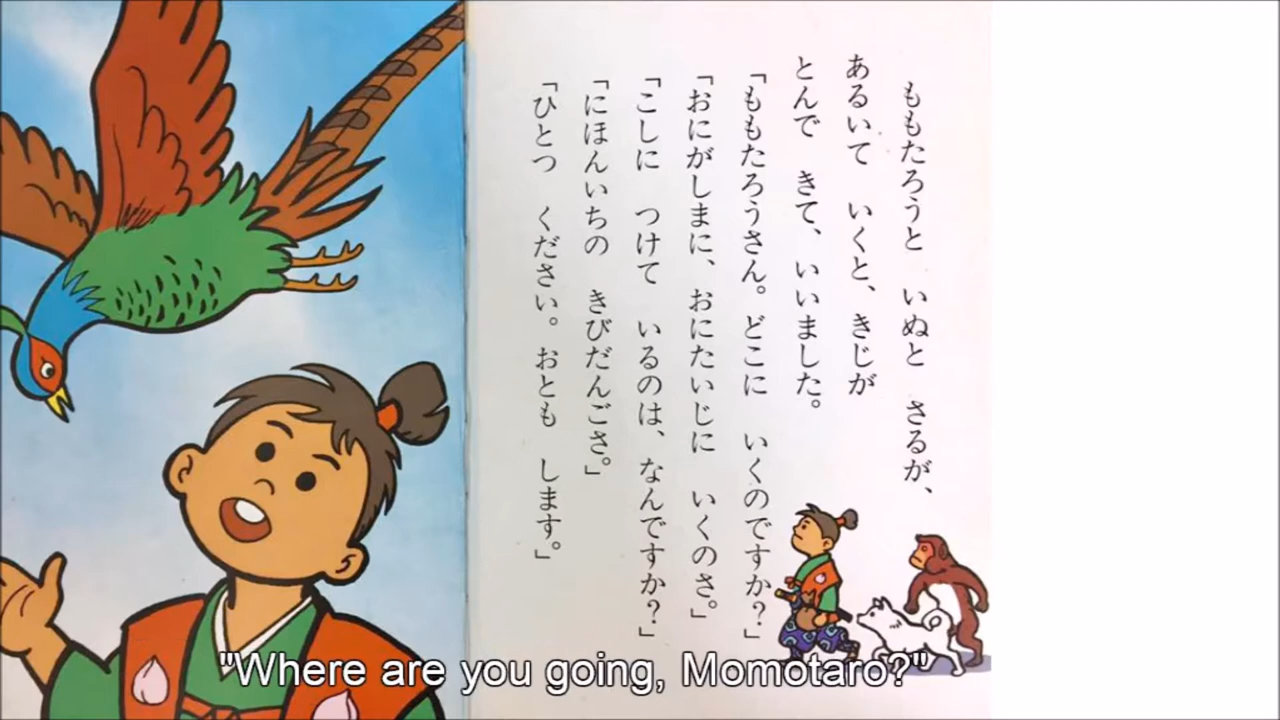 ももたろうと いぬと さるが、
あるいて いくと、きじが
とんで きて、いいました。
「ももたろうさん。どこに いくのですか?」
「おにがしまに、おにたいじに いくのさ。」
「こしに つけて いるのは、なんですか?」
「にほんいちの きびだんごさ。」
「ひとつ ください。おとも します。」
"Where are you going, Momotaro?"